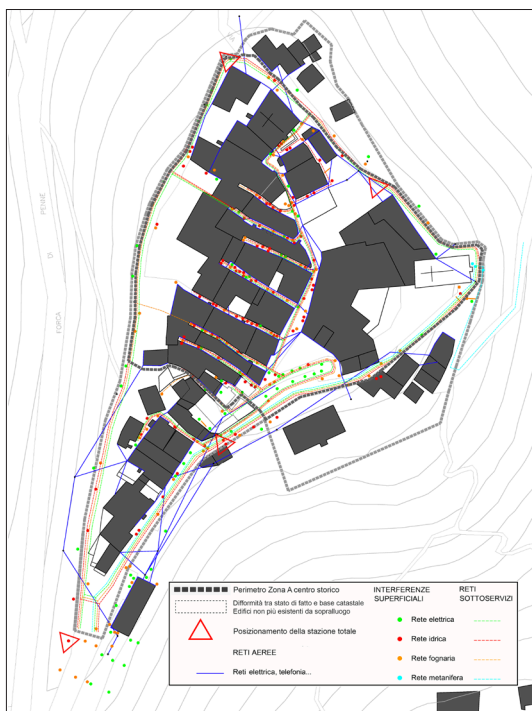 PESCHE
DI
FORCA
Perimetro Zona A centro storico
Difformità tra stato di fatto e base catastale
Edifici non più esistenti da sopralluogo
Posizionamento della stazione totale
RETI AEREE
Reti elettrica, telefonia...
INTERFERENZE
SUPERFICIALI
RETI
SOTTOSERVIZI
Rete elettrica
Rete idrica
Rete fognaria
Rete metanifera